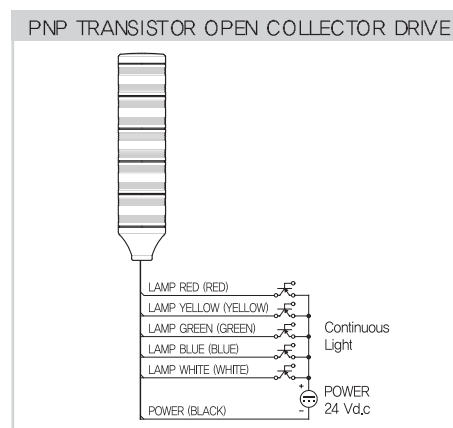 PNP TRANSISTOR OPEN COLLECTOR DRIVE
LAMP RED (RED)
LAMP YELLOW (YELLOW)
LAMP GREEN (GREEN)
LAMP BLUE (BLUE)
LAMP WHITE (WHITE)
Continuous
Light
+
POWER
24 Vd.c
-
POWER (BLACK)